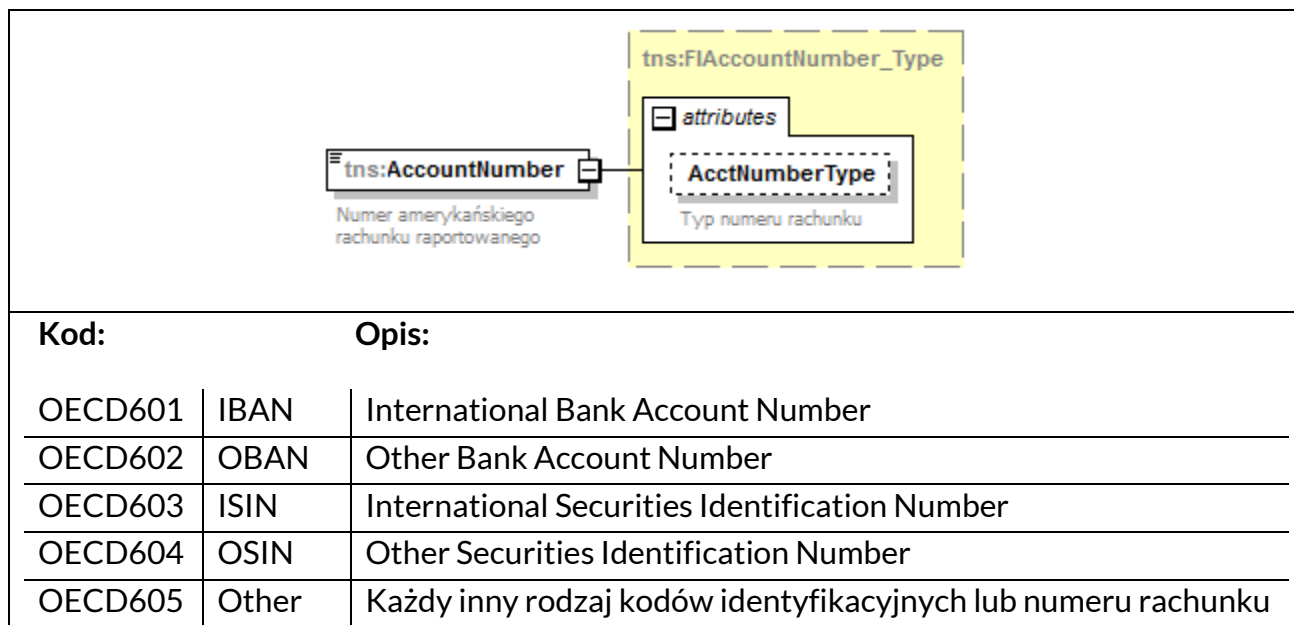 tns:FIAccountNumber_Type
attributes
tns:AccountNumber
AcctNumberType
Numer amerykańskiego
rachunku raportowanego
Typ numeru rachunku
Kod: Opis:
OECD601 IBAN International Bank Account Number
OECD602 OBAN Other Bank Account Number
OECD603 ISIN International Securities Identification Number
OECD604 OSIN Other Securities Identification Number
OECD605 Other Każdy inny rodzaj kodów identyfikacyjnych lub numeru rachunku